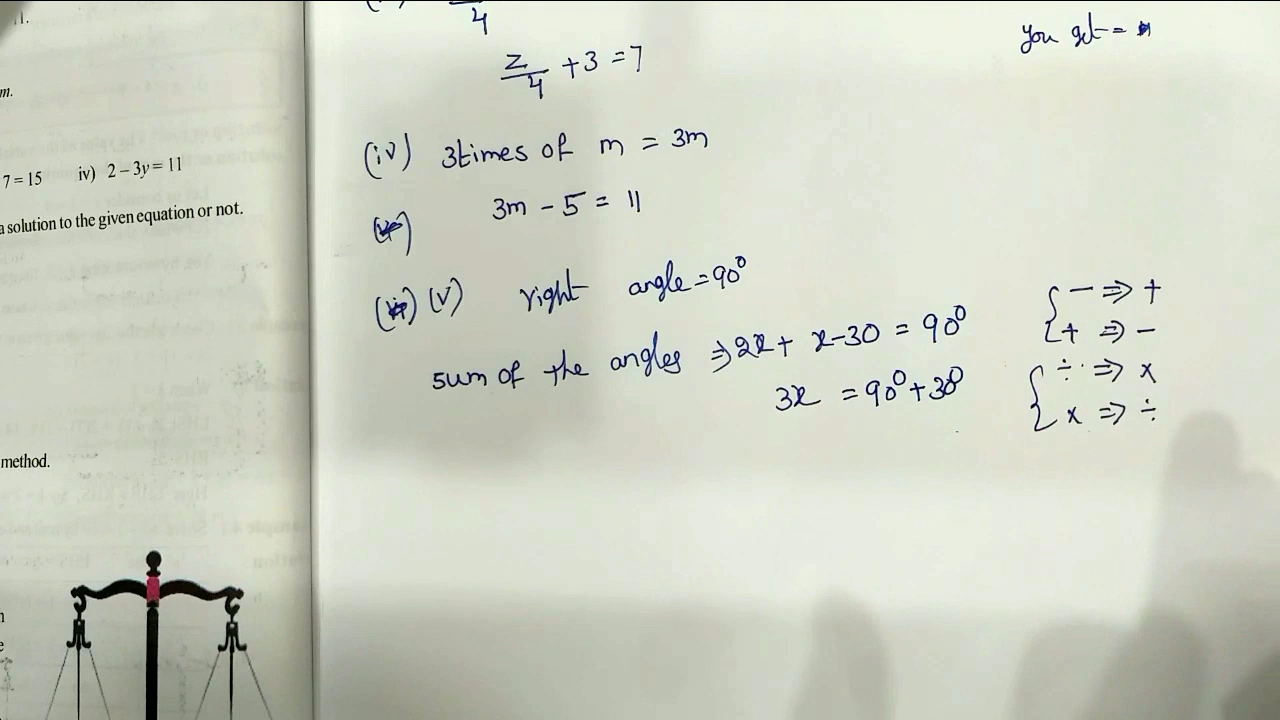 m.
7 = 15 iv) 2 – 3y = 11
a solution to the given equation or not.
method.
4
z/4 + 3 = 7
You get =
(iv) 3times of m = 3m
3m - 5 = 11
(v) right angle = 90°
sum of the angles ⇒ 2x + x - 30 = 90°
3x = 90° + 30°
- ⇒ +
+ ⇒ -
÷ ⇒ x
x ⇒ ÷